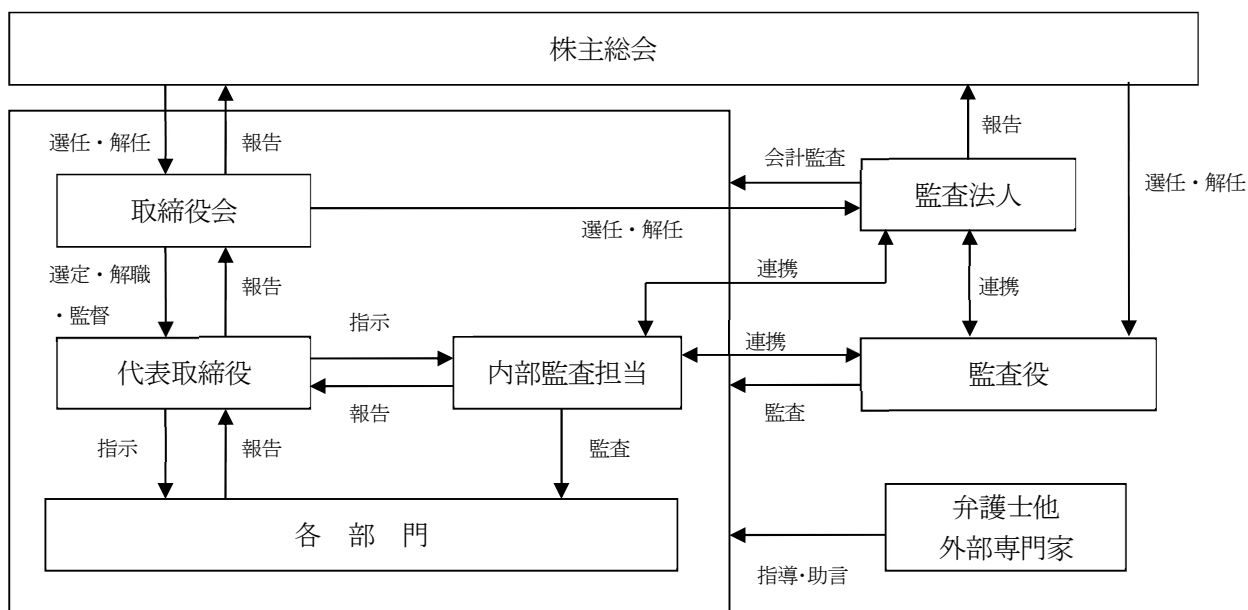 株主総会
選任・解任
報告
報告
選任・解任
会計監査
取締役会
監査法人
選任・解任
選定・解職
・監督
報告
連携
連携
指示
連携
代表取締役
内部監査担当
監査役
報告
監査
指示
報告
監査
各 部 門
弁護士他
外部専門家
指導・助言